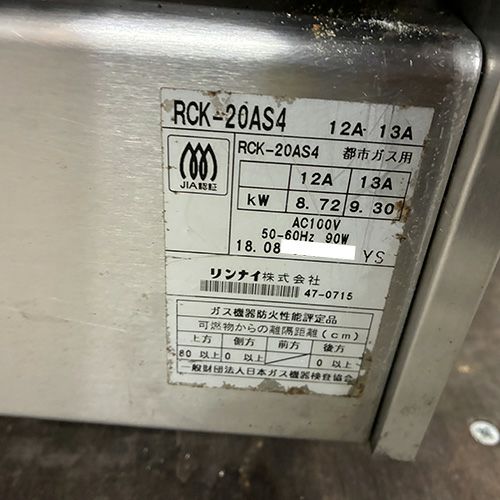 RCK-20AS4 12A- 13A
RCK-20AS4 都市ガス用
JIA認証
12A 13A
kW 8.72 9.30
AC100V
50-60Hz 90W
18.08 YS
リンナイ株式会社
47-0715
ガス機器防火性能評定品
可燃物からの離隔距離(cm)
上方 側方 前方 後方
80 以上 0 以上 0 以上
一般財団法人日本ガス機器検査協会